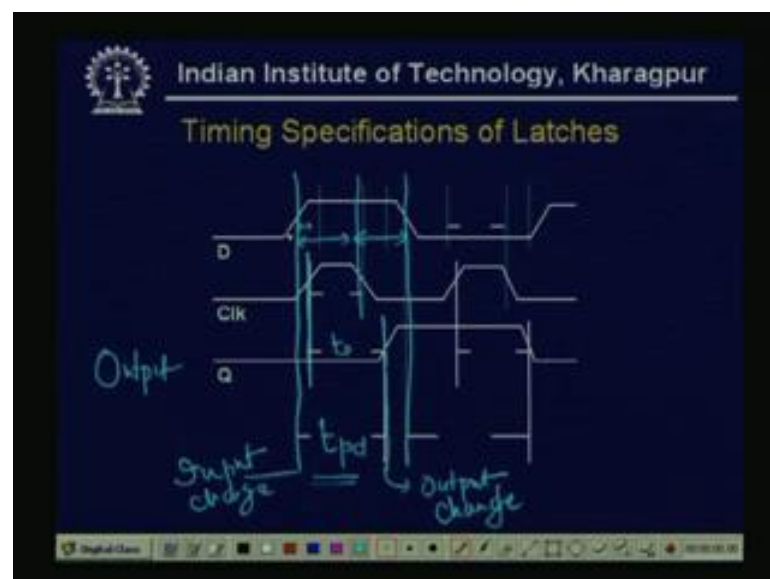 Indian Institute of Technology, Kharagpur
Timing Specifications of Latches
D
Clk
Output
Q
tpd
Input
change
output
change